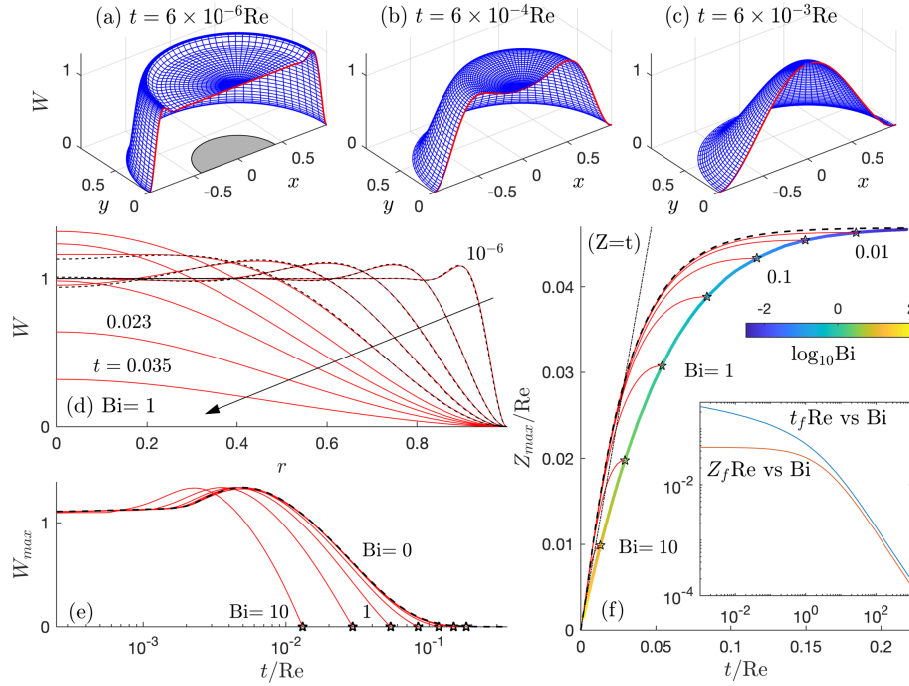 (a) t = 6 × 10⁻⁶Re
(b) t = 6 × 10⁻⁴Re
(c) t = 6 × 10⁻³Re
W
1
0
0.5
0
y
-0.5
0
0.5
x
1
0
0.5
0
y
-0.5
0
0.5
x
1
0
0.5
0
y
-0.5
0
0.5
x
W
1
0
10⁻⁶
0.023
t = 0.035
(d) Bi= 1
0
0.2
0.4
0.6
0.8
r
W_max
1
0
Bi= 0
Bi= 10
1
(e)
10⁻³
10⁻²
10⁻¹
t/Re
Z_max/Re
0.04
0.03
0.02
0.01
0
(Z=t)
0.01
0.1
-2
0
2
log₁₀Bi
Bi= 1
Bi= 10
t_fRe vs Bi
Z_fRe vs Bi
10⁻²
10⁻⁴
10⁻²
10⁰
10²
(f)
0
0.05
0.1
0.15
0.2
t/Re